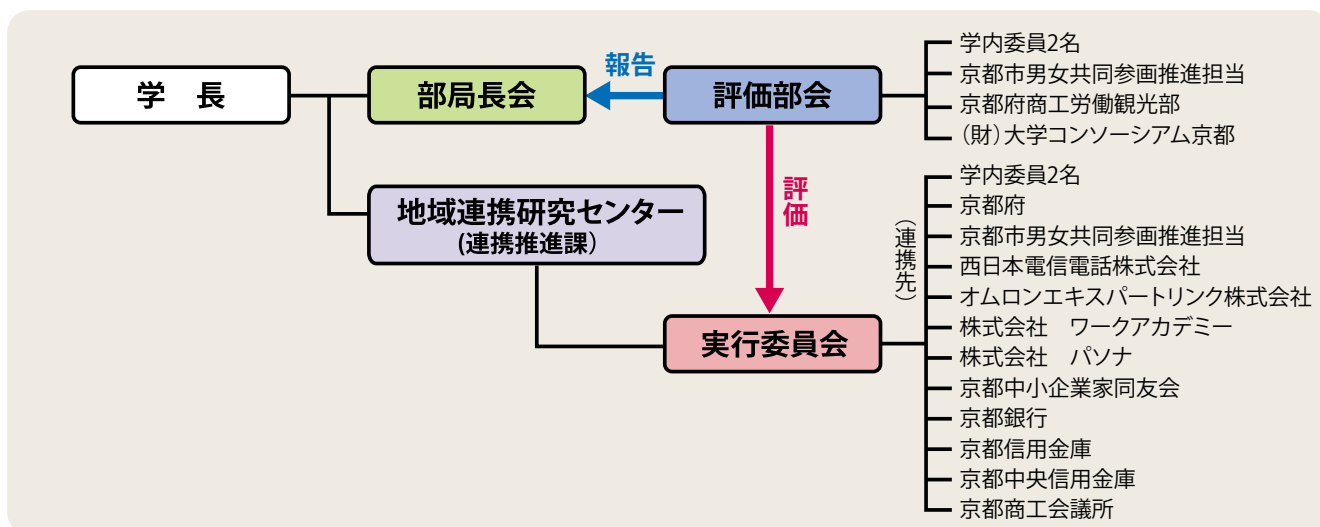 学　長
部局長会
報告
評価部会
学内委員2名
京都市男女共同参画推進担当
京都府商工労働観光部
(財)大学コンソーシアム京都
地域連携研究センター
(連携推進課)
評価
実行委員会
(連携先)
学内委員2名
京都府
京都市男女共同参画推進担当
西日本電信電話株式会社
オムロンエキスパートリンク株式会社
株式会社　ワークアカデミー
株式会社　パソナ
京都中小企業家同友会
京都銀行
京都信用金庫
京都中央信用金庫
京都商工会議所